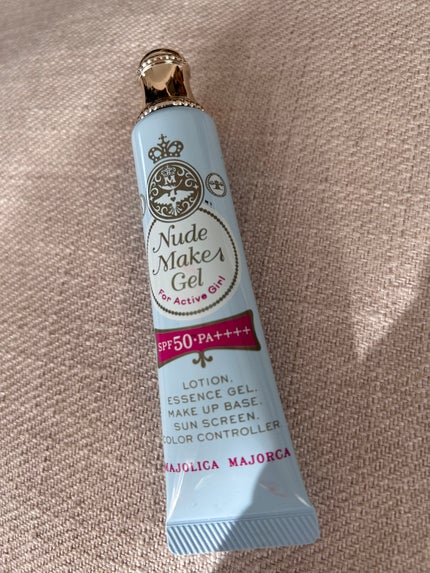 M
Nude
Make
Gel
For Active Girl
SPF50·PA++++
LOTION.
ESSENCE GEL.
MAKE UP BASE.
SUN SCREEN.
COLOR CONTROLLER
MAJOLICA MAJORCA